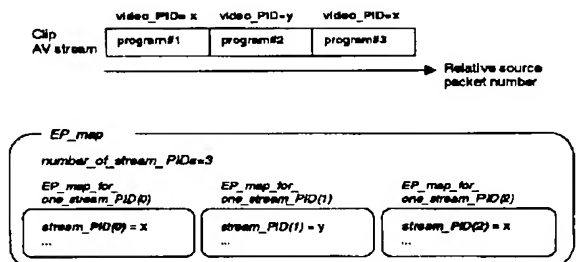 video_PID= x video_PID=y video_PID=x
Clip
AV stream
program#1 program#2 program#3
Relative source
packet number
EP_map
number_of_stream_PIDs=3
EP_map_for_
one_stream_PID(0)
EP_map_for_
one_stream_PID(1)
EP_map_for_
one_stream_PID(2)
stream_PID(0) = x
...
stream_PID(1) = y
...
stream_PID(2) = x
...